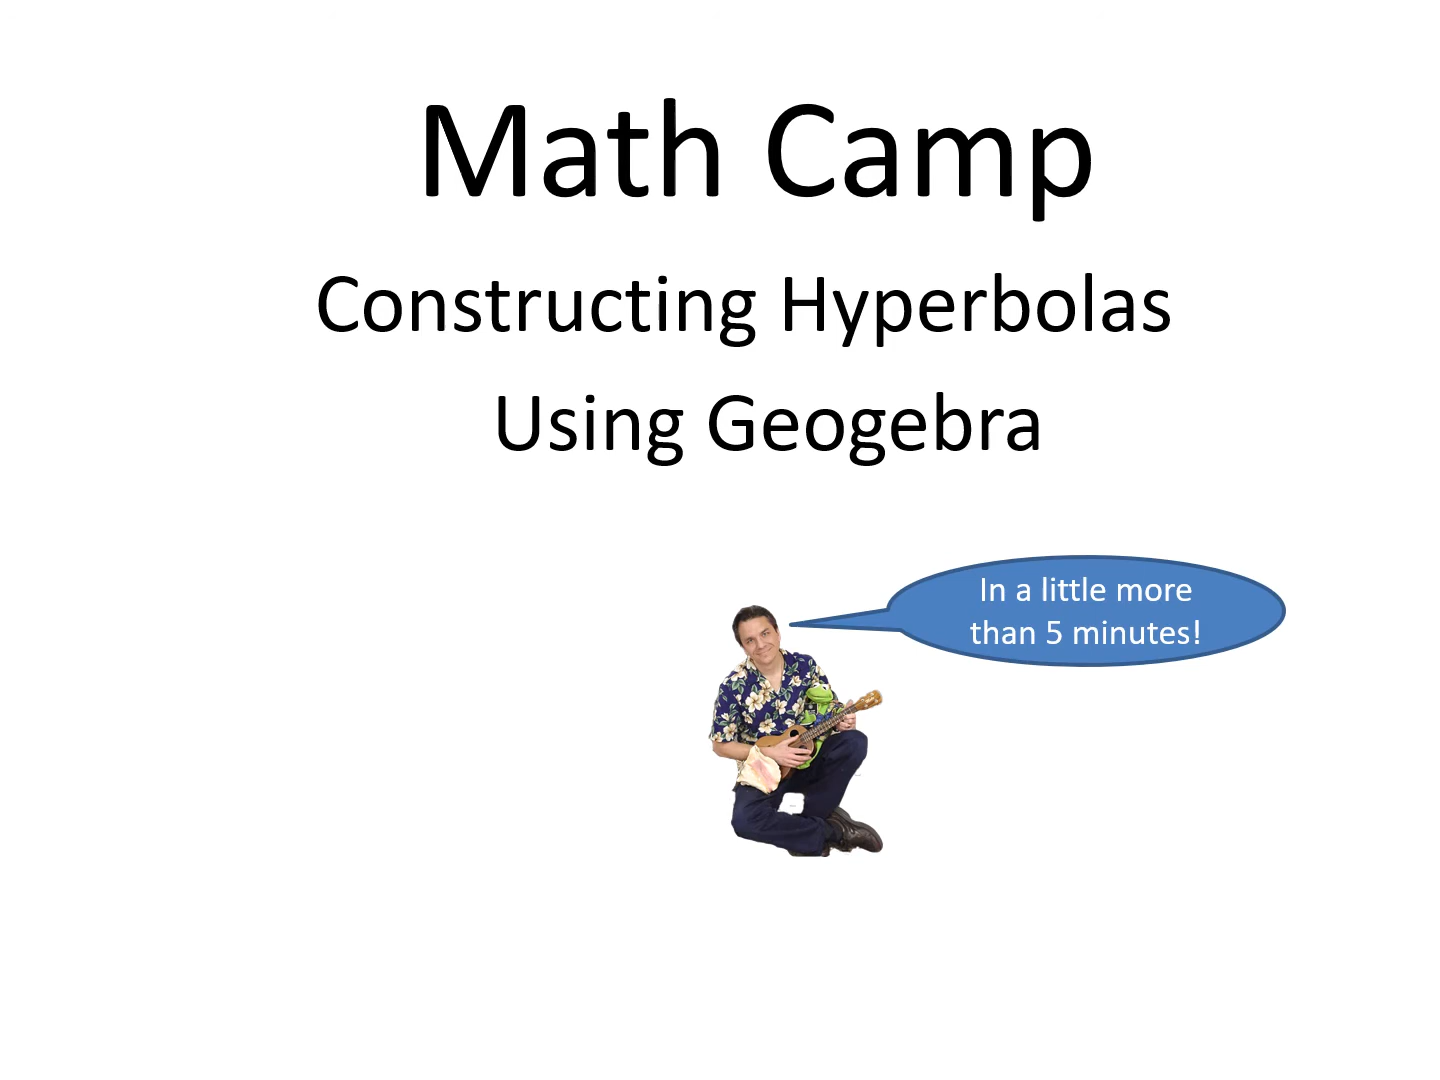 Math Camp
Constructing Hyperbolas
Using Geogebra
In a little more
than 5 minutes!